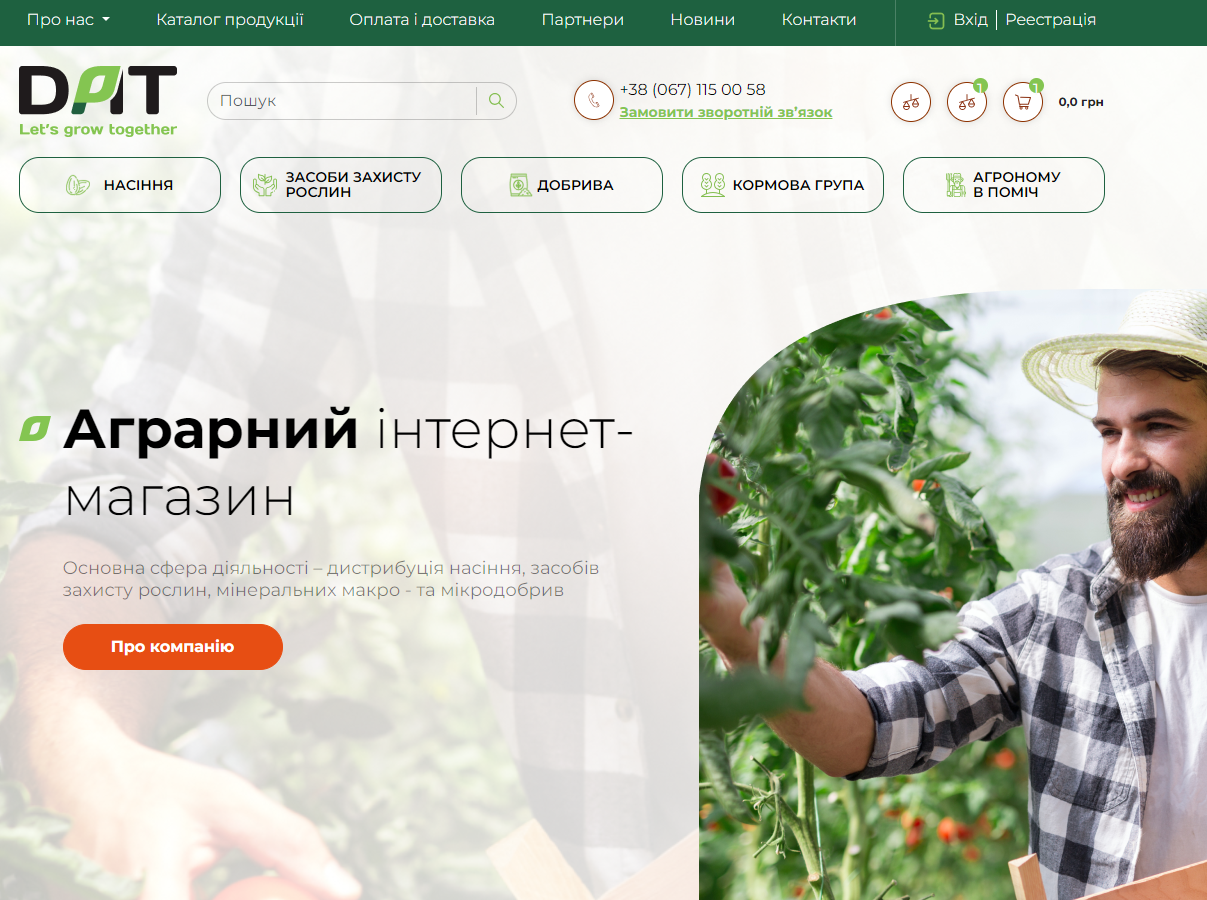 Про нас
Каталог продукції
Оплата і доставка
Партнери
Новини
Контакти
Вхід
Реестрація
DAIT
Let's grow together
Пошук
+38 (067) 115 00 58
Замовити зворотній зв’язок
1
1
0,0 грн
НАСІННЯ
ЗАСОБИ ЗАХИСТУ
РОСЛИН
ДОБРИВА
КОРМОВА ГРУПА
АГРОНОМУ
В ПОМІЧ
Аграрний інтернет-
магазин
Основна сфера діяльності – дистрибуція насіння, засобів
захисту рослин, мінеральних макро - та мікродобрив
Про компанію